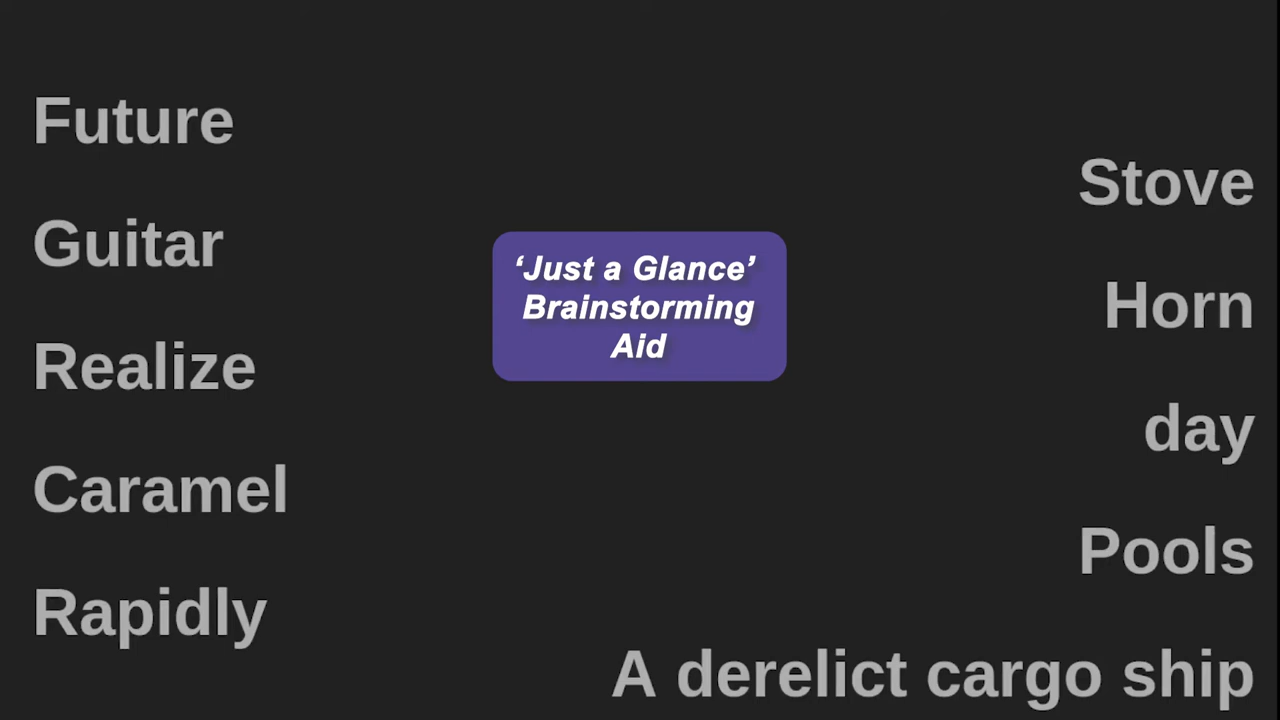 Future
Guitar
Realize
Caramel
Rapidly
‘Just a Glance’
Brainstorming
Aid
Stove
Horn
day
Pools
A derelict cargo ship